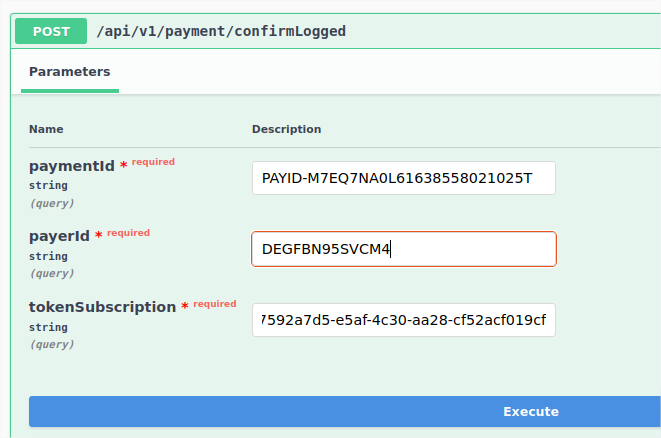 POST /api/v1/payment/confirmLogged
Parameters
Name Description
paymentId * required
string
(query)
PAYID-M7EQ7NA0L61638558021025T
payerId * required
string
(query)
DEGFBN95SVCM4
tokenSubscription * required
string
(query)
7592a7d5-e5af-4c30-aa28-cf52acf019cf
Execute